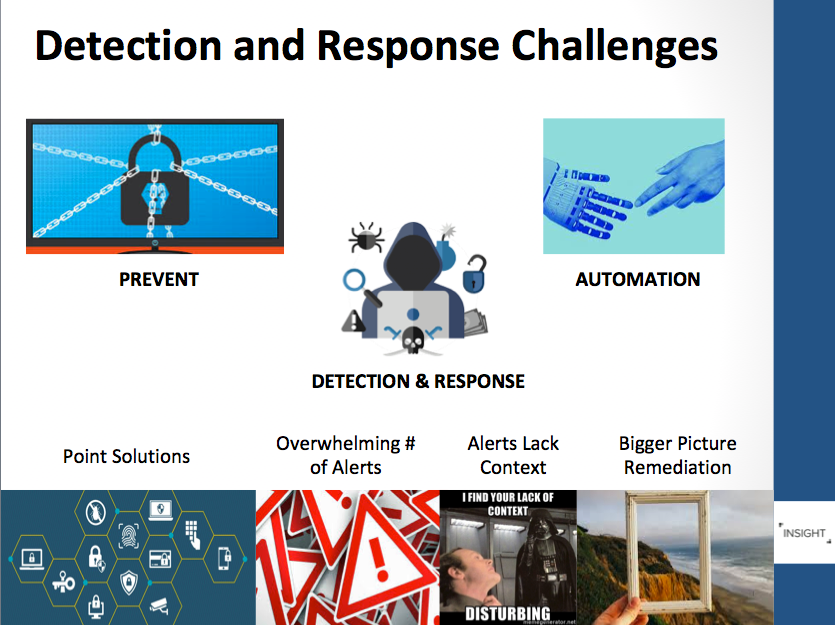 Detection and Response Challenges
PREVENT
AUTOMATION
DETECTION & RESPONSE
Point Solutions
Overwhelming #
of Alerts
Alerts Lack
Context
Bigger Picture
Remediation
I FIND YOUR LACK OF
CONTEXT
DISTURBING
memegenerator.net
INSIGHT